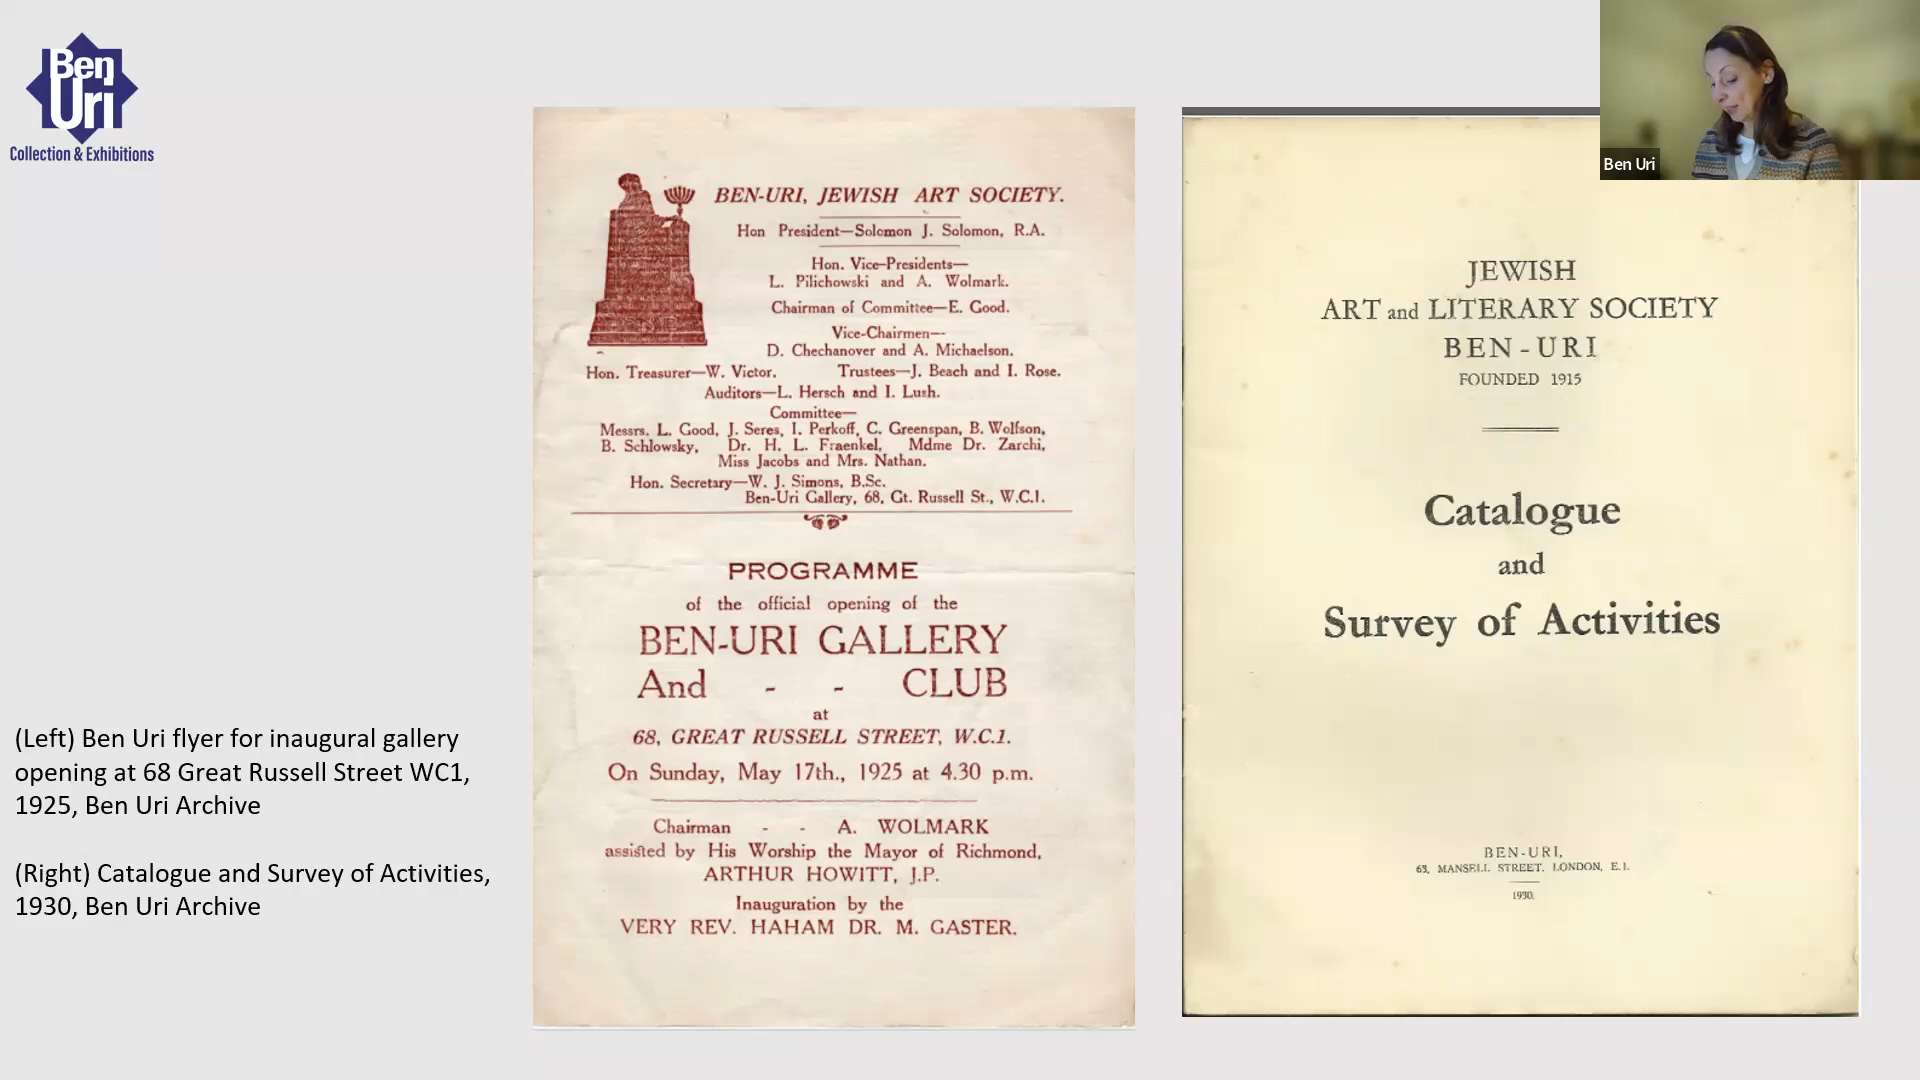 Ben
Uri
Collection & Exhibitions
(Left) Ben Uri flyer for inaugural gallery
opening at 68 Great Russell Street WC1,
1925, Ben Uri Archive
(Right) Catalogue and Survey of Activities,
1930, Ben Uri Archive
BEN-URI, JEWISH ART SOCIETY.
Hon President—Solomon J. Solomon, R.A.
Hon. Vice-Presidents—
L. Pilichowski and A. Wolmark.
Chairman of Committee—E. Good.
Vice-Chairmen—
D. Chechanover and A. Michaelson.
Hon. Treasurer—W. Victor. Trustees—J. Beach and I. Rose.
Auditors—L. Hersch and I. Lush.
Committee—
Messrs. L. Good, J. Seres, I. Perkoff, C. Greenspan, B. Wolfson,
B. Schlowsky, Dr. H. L. Fraenkel, Mdme Dr. Zarchi,
Miss Jacobs and Mrs. Nathan.
Hon. Secretary—W. J. Simons, B.Sc.
Ben-Uri Gallery, 68, Gt. Russell St., W.C.1.
PROGRAMME
of the official opening of the
BEN-URI GALLERY
And - - CLUB
at
68, GREAT RUSSELL STREET, W.C.1.
On Sunday, May 17th., 1925 at 4.30 p.m.
Chairman - - A. WOLMARK
assisted by His Worship the Mayor of Richmond,
ARTHUR HOWITT, J.P.
Inauguration by the
VERY REV. HAHAM DR. M. GASTER.
JEWISH
ART and LITERARY SOCIETY
BEN-URI
FOUNDED 1915
Catalogue
and
Survey of Activities
BEN-URI,
63, MANSELL STREET, LONDON, E.1.
1930.
Ben Uri